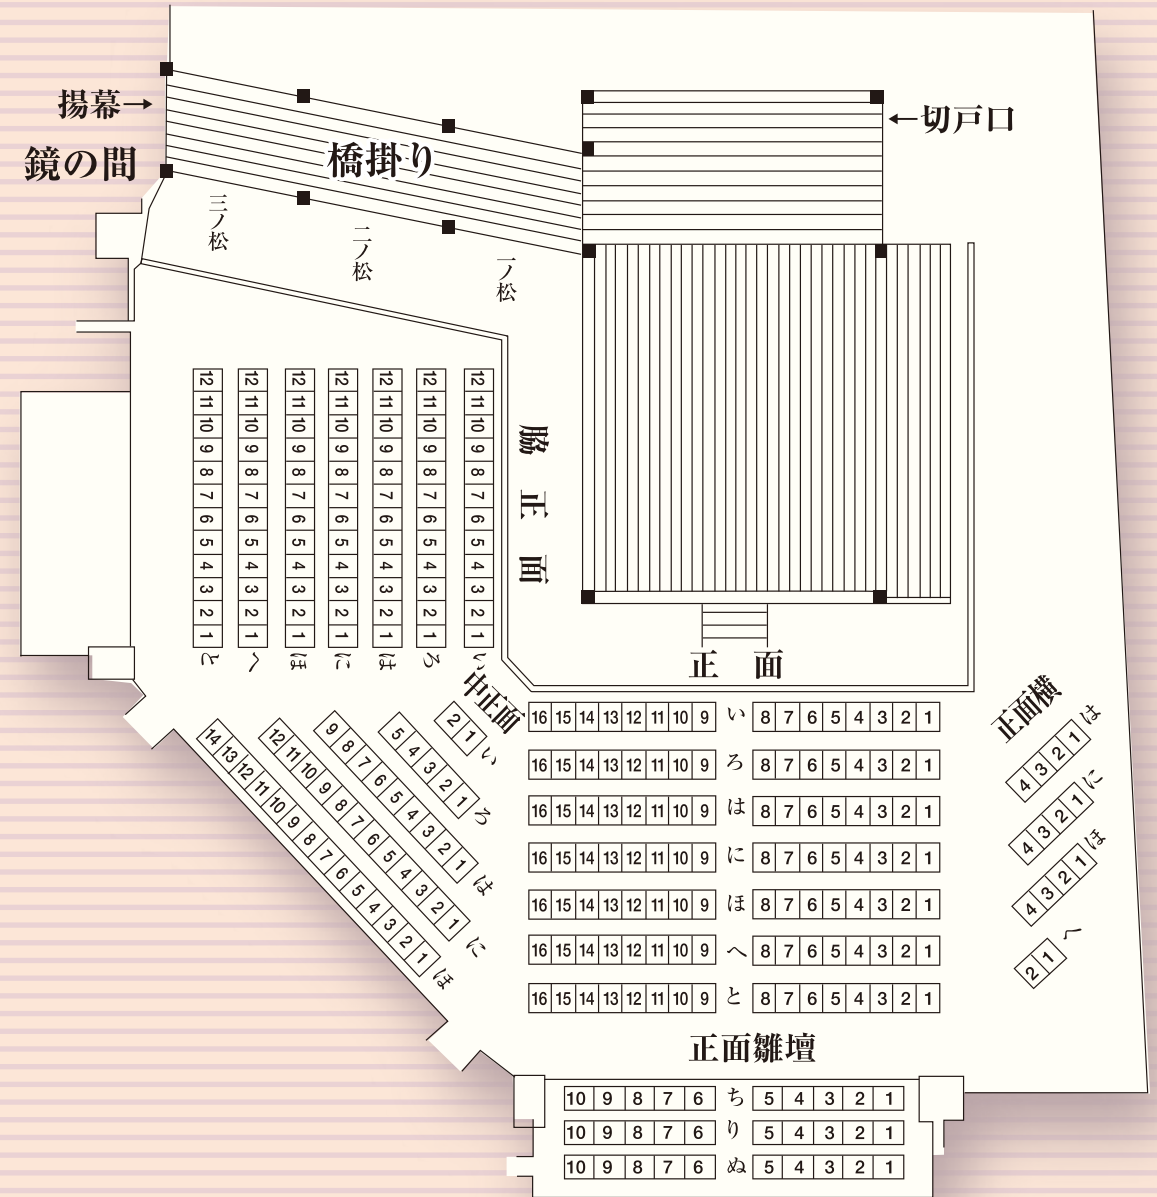 揚幕→
鏡の間
橋掛り
←切戸口
三ノ松
二ノ松
一ノ松
脇正面
12 11 10 9 8 7 6 5 4 3 2 1 と
12 11 10 9 8 7 6 5 4 3 2 1 へ
12 11 10 9 8 7 6 5 4 3 2 1 ほ
12 11 10 9 8 7 6 5 4 3 2 1 に
12 11 10 9 8 7 6 5 4 3 2 1 は
12 11 10 9 8 7 6 5 4 3 2 1 ろ
12 11 10 9 8 7 6 5 4 3 2 1 い
中正面
2 1 い
5 4 3 2 1 ろ
9 8 7 6 5 4 3 2 1 は
12 11 10 9 8 7 6 5 4 3 2 1 に
14 13 12 11 10 9 8 7 6 5 4 3 2 1 ほ
正面
16 15 14 13 12 11 10 9 い 8 7 6 5 4 3 2 1
16 15 14 13 12 11 10 9 ろ 8 7 6 5 4 3 2 1
16 15 14 13 12 11 10 9 は 8 7 6 5 4 3 2 1
16 15 14 13 12 11 10 9 に 8 7 6 5 4 3 2 1
16 15 14 13 12 11 10 9 ほ 8 7 6 5 4 3 2 1
16 15 14 13 12 11 10 9 へ 8 7 6 5 4 3 2 1
16 15 14 13 12 11 10 9 と 8 7 6 5 4 3 2 1
正面横
4 3 2 1 は
4 3 2 1 に
4 3 2 1 ほ
2 1 へ
正面雛壇
10 9 8 7 6 ち 5 4 3 2 1
10 9 8 7 6 り 5 4 3 2 1
10 9 8 7 6 ぬ 5 4 3 2 1